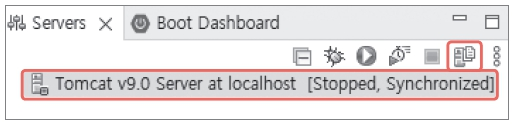 Servers
Boot Dashboard
Tomcat v9.0 Server at localhost [Stopped, Synchronized]